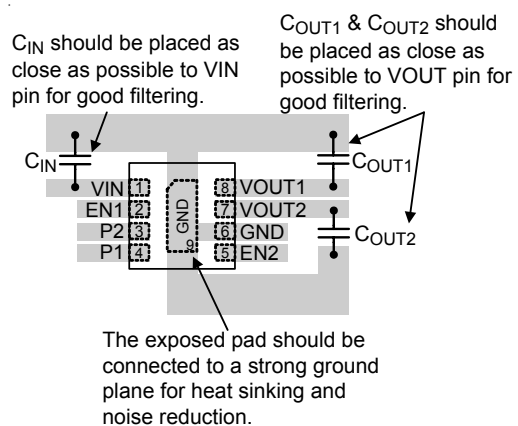 C_IN should be placed as
close as possible to VIN
pin for good filtering.
C_OUT1 & C_OUT2 should
be placed as close as
possible to VOUT pin for
good filtering.
C_IN
C_OUT1
VIN 1
8 VOUT1
EN1 2
7 VOUT2
P2 3
6 GND
P1 4
5 EN2
GND
9
C_OUT2
The exposed pad should be
connected to a strong ground
plane for heat sinking and
noise reduction.